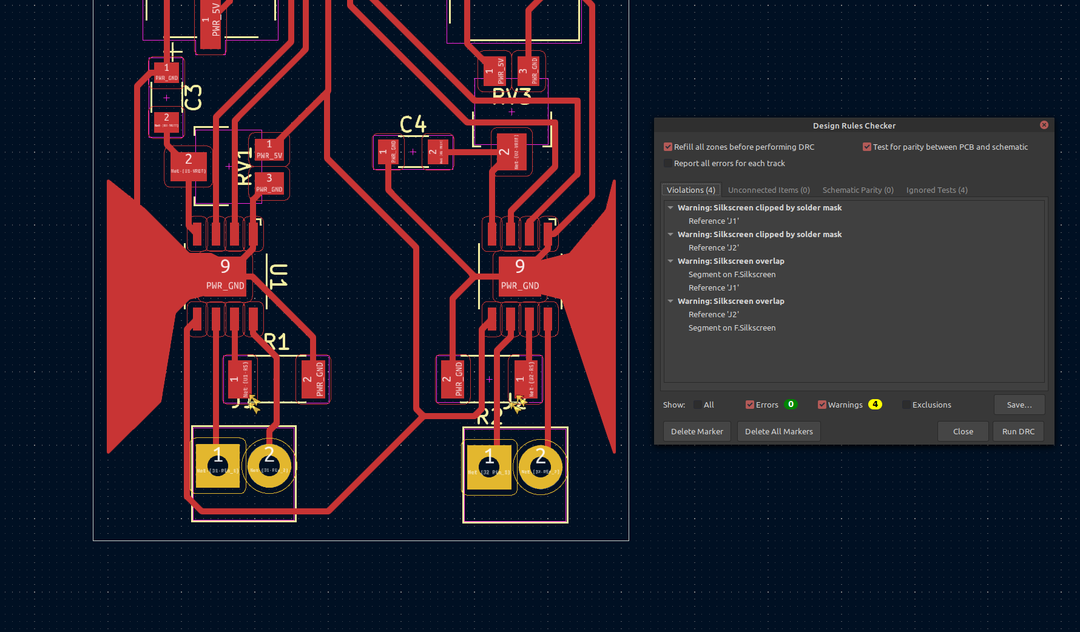 1
PWR_5V
1
PWR_GND
2
C3
2
RV1
1
PWR_5V
3
PWR_GND
C4
1
PWR_GND
2
1
PWR_5V
3
PWR_GND
RV3
2
9
PWR_GND
U1
9
PWR_GND
R1
1
2
PWR_GND
2
PWR_GND
1
R2
1
2
1
2
Design Rules Checker
Refill all zones before performing DRC
Test for parity between PCB and schematic
Report all errors for each track
Violations (4)
Unconnected Items (0)
Schematic Parity (0)
Ignored Tests (4)
Warning: Silkscreen clipped by solder mask
Reference 'J1'
Warning: Silkscreen clipped by solder mask
Reference 'J2'
Warning: Silkscreen overlap
Segment on F.Silkscreen
Reference 'J1'
Warning: Silkscreen overlap
Reference 'J2'
Segment on F.Silkscreen
Show:
All
Errors
0
Warnings
4
Exclusions
Save...
Delete Marker
Delete All Markers
Close
Run DRC